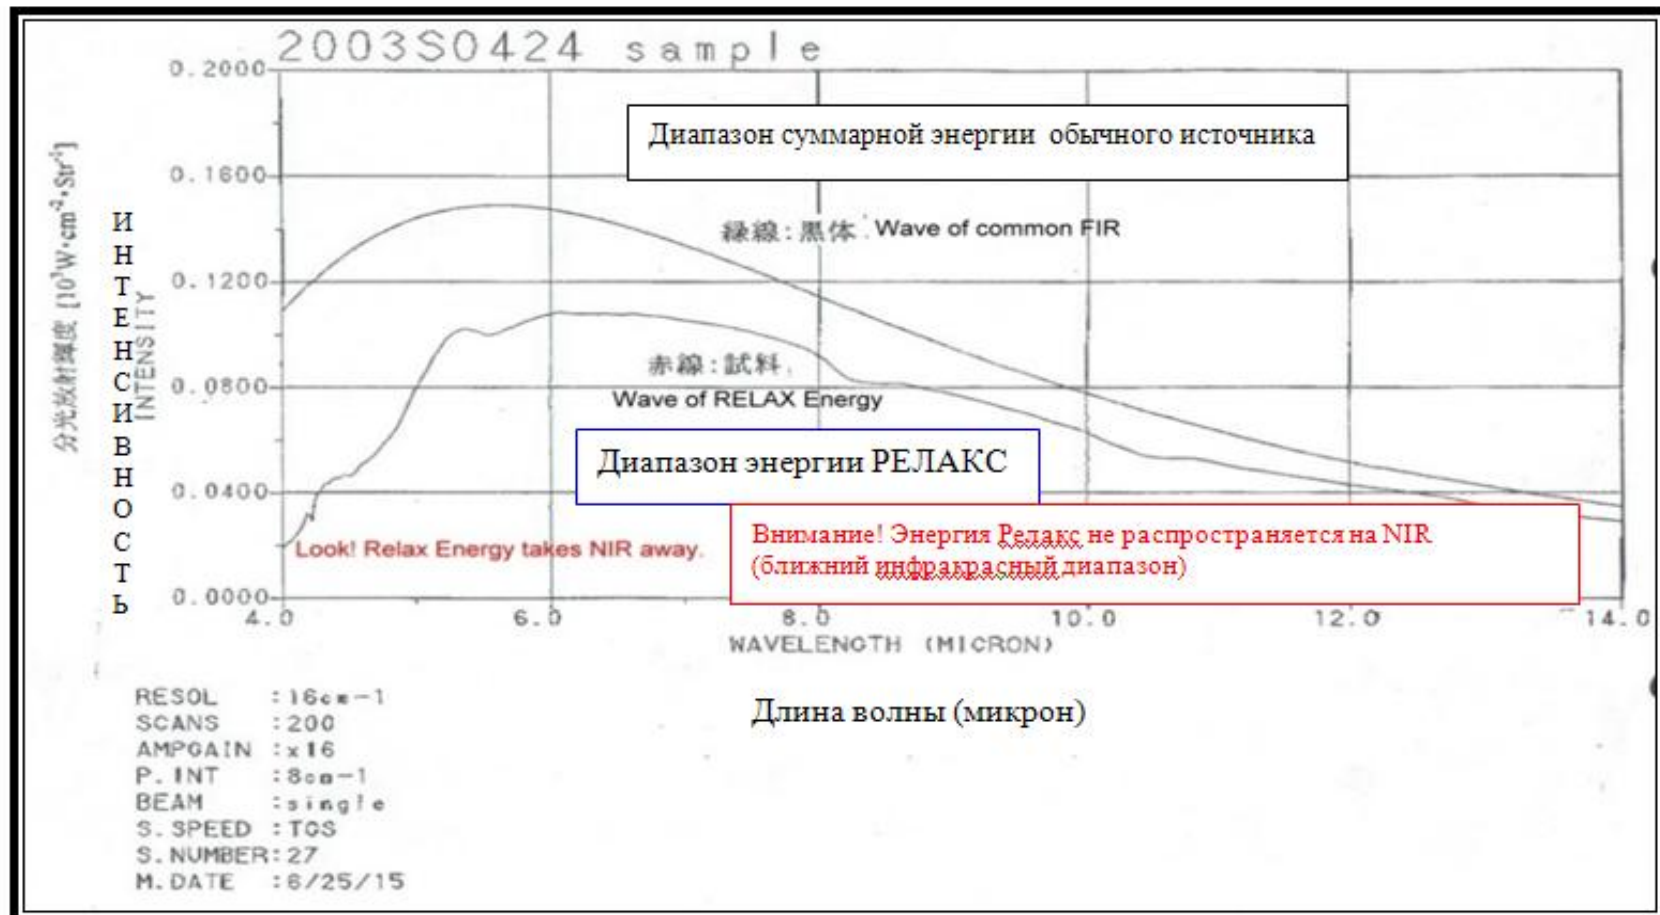 2003S0424 sample
0.2000
0.1600
0.1200
0.0800
0.0400
0.0000
分光放射輝度 [10³W·cm⁻²·Str⁻¹]
ИНТЕНСИВНОСТЬ
INTENSITY
Диапазон суммарной энергии обычного источника
緑線:黒体 Wave of common FIR
赤線:試料
Wave of RELAX Energy
Диапазон энергии РЕЛАКС
Look! Relax Energy takes NIR away.
Внимание! Энергия Релакс не распространяется на NIR
(ближний инфракрасный диапазон)
4.0 6.0 8.0 10.0 12.0 14.0
WAVELENGTH (MICRON)
Длина волны (микрон)
RESOL :16cm-1
SCANS :200
AMPGAIN :x16
P.INT :8cm-1
BEAM :single
S.SPEED :TGS
S.NUMBER:27
M.DATE :6/25/15